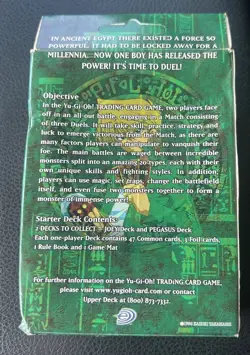 IN ANCIENT EGYPT THERE EXISTED A FORCE SO
POWERFUL, IT HAD TO BE LOCKED AWAY FOR A
MILLENNIA... NOW ONE BOY HAS RELEASED THE
POWER! IT'S TIME TO DUEL!
Objective
In the Yu-Gi-Oh! TRADING CARD GAME, two players face
off in an all-out battle, engaging in a Match consisting
of three Duels. It will take skill, practice, strategy and
luck to emerge victorious from the Match, as there are
many factors players can manipulate to vanquish their
foe. The main battles are waged between incredible
monsters split into an amazing 20 types, each with their
own unique skills and fighting styles. In addition,
players can use magic, set traps, change the battlefield
itself, and even fuse two monsters together to form a
monster of immense power!
Starter Deck Contents:
2 DECKS TO COLLECT JOEY DECK and PEGASUS DECK
Each one-player Deck contains 47 Common cards, 3 Foil cards,
1 Rule Book and 1 Game Mat
For further information on the Yu-Gi-Oh! TRADING CARD GAME,
please visit www.yugioh-card.com or contact
Upper Deck at (800) 873-7332.
©1996 KAZUKI TAKAHASHI